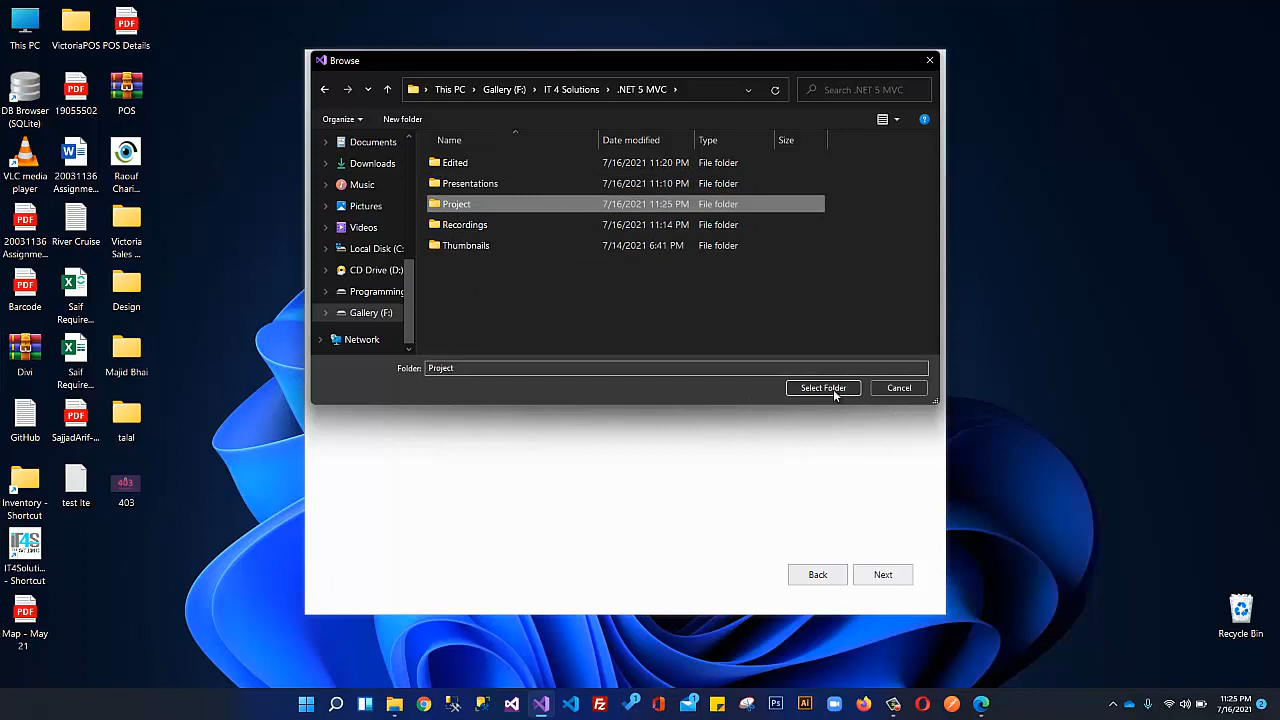 This PC
VictoriaPOS
POS Details
DB Browser
(SQLite)
19055502
POS
VLC media
player
20031136
Assignme...
Raouf
Chari...
20031136
Assignme...
River Cruise
Victoria
Sales ...
Barcode
Saif
Require...
Design
Divi
Saif
Require...
Majid Bhai
GitHub
SajjadArif-...
talal
Inventory -
Shortcut
test lte
403
403
IT4S
IT4Soluti...
- Shortcut
Map - May
21
Browse
This PC
Gallery (F:)
.NET 5 MVC
Search .NET 5 MVC
Organize
New folder
Name
Date modified
Type
Size
Documents
Downloads
Music
Pictures
Videos
Local Disk (C:
Programming
Gallery (F:)
Network
Edited 7/16/2021 11:20 PM File folder
Presentations 7/16/2021 11:10 PM File folder
Project 7/16/2021 11:25 PM File folder
Recordings 7/16/2021 11:14 PM File folder
Thumbnails 7/14/2021 6:41 PM File folder
Folder: Project
Select Folder
Cancel
Back
Next
Recycle Bin
11:25 PM
7/16/2021